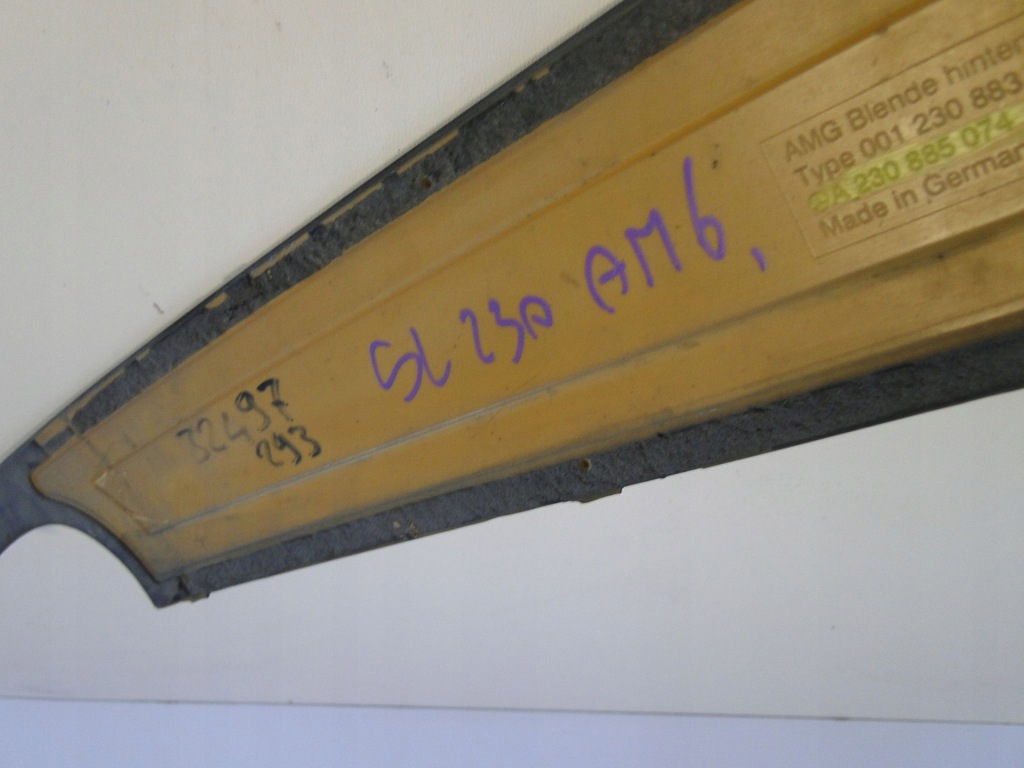 AMG Blende hinten
Type 001 230 883
A 230 885 074
Made in German
SL 230 AMG,
32497
293